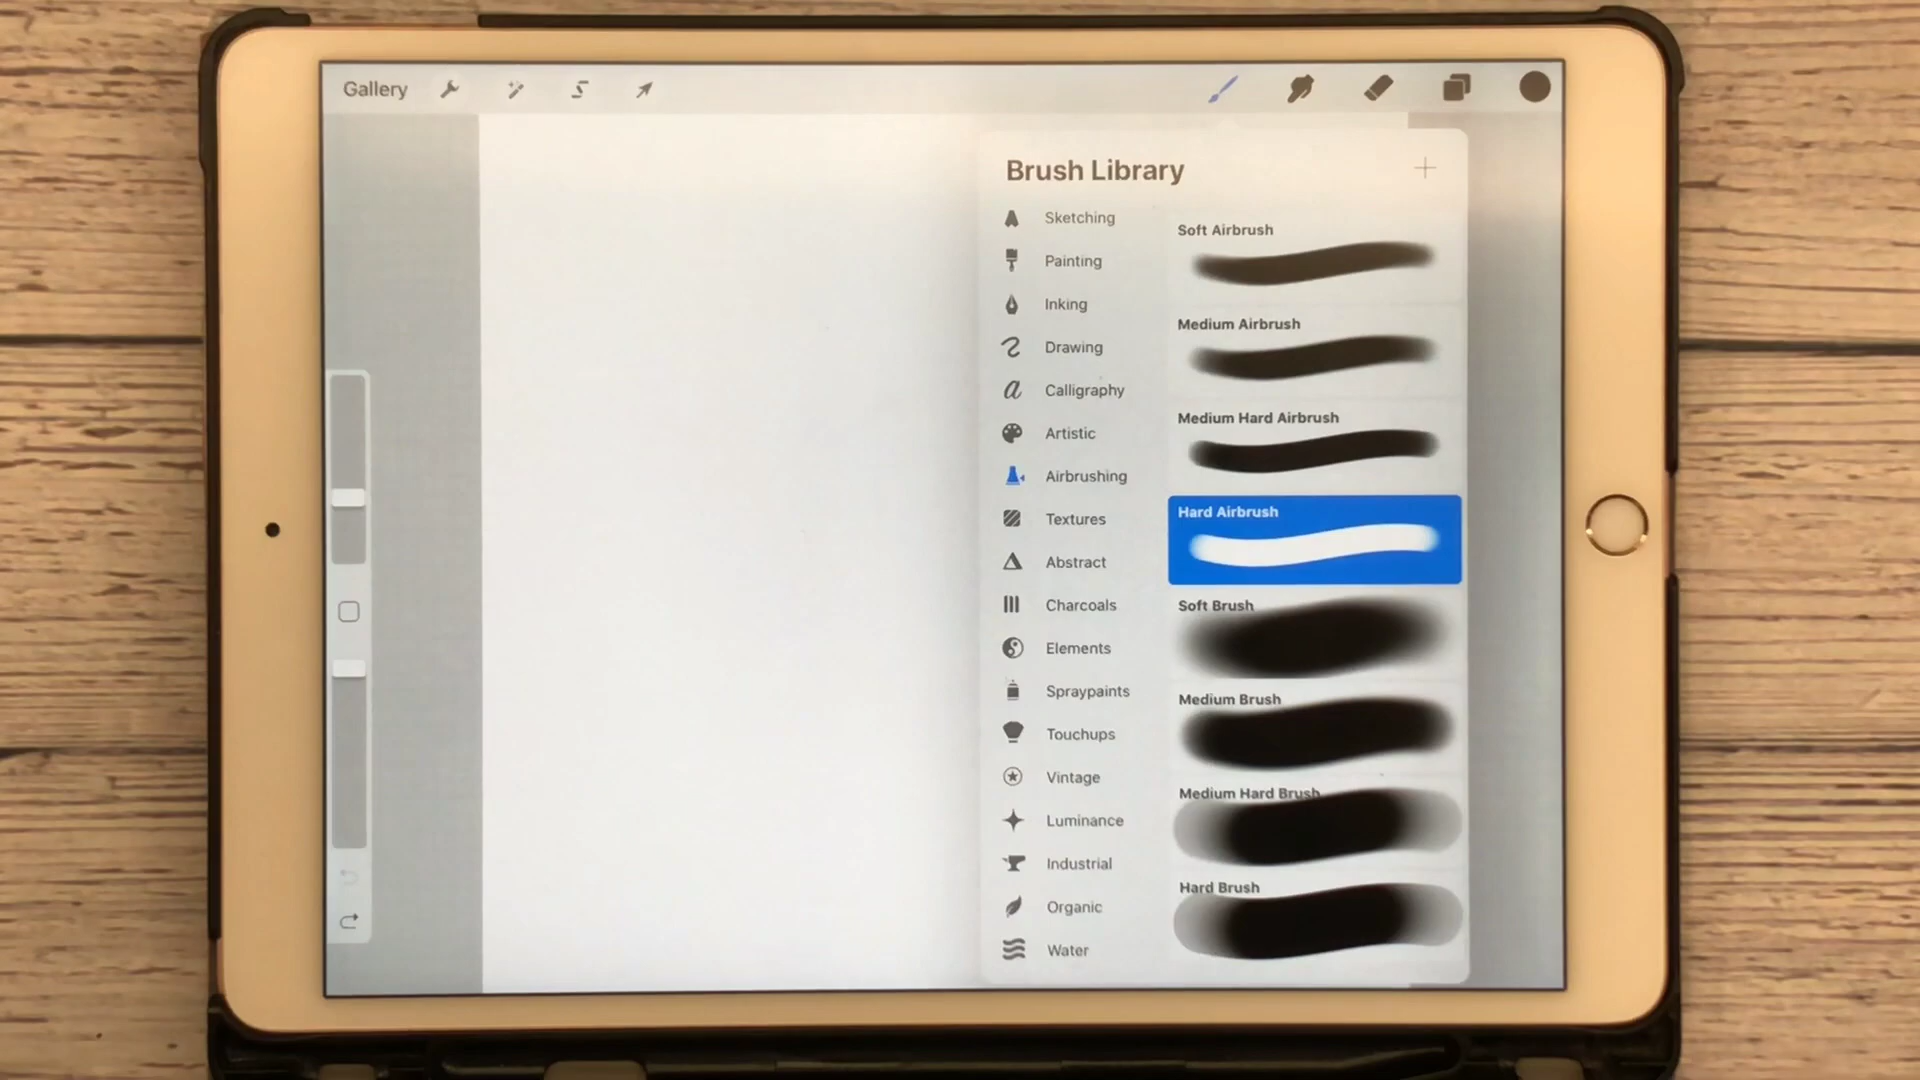 Gallery
Brush Library
Sketching
Painting
Inking
Drawing
Calligraphy
Artistic
Airbrushing
Textures
Abstract
Charcoals
Elements
Spraypaints
Touchups
Vintage
Luminance
Industrial
Organic
Water
Soft Airbrush
Medium Airbrush
Medium Hard Airbrush
Hard Airbrush
Soft Brush
Medium Brush
Medium Hard Brush
Hard Brush